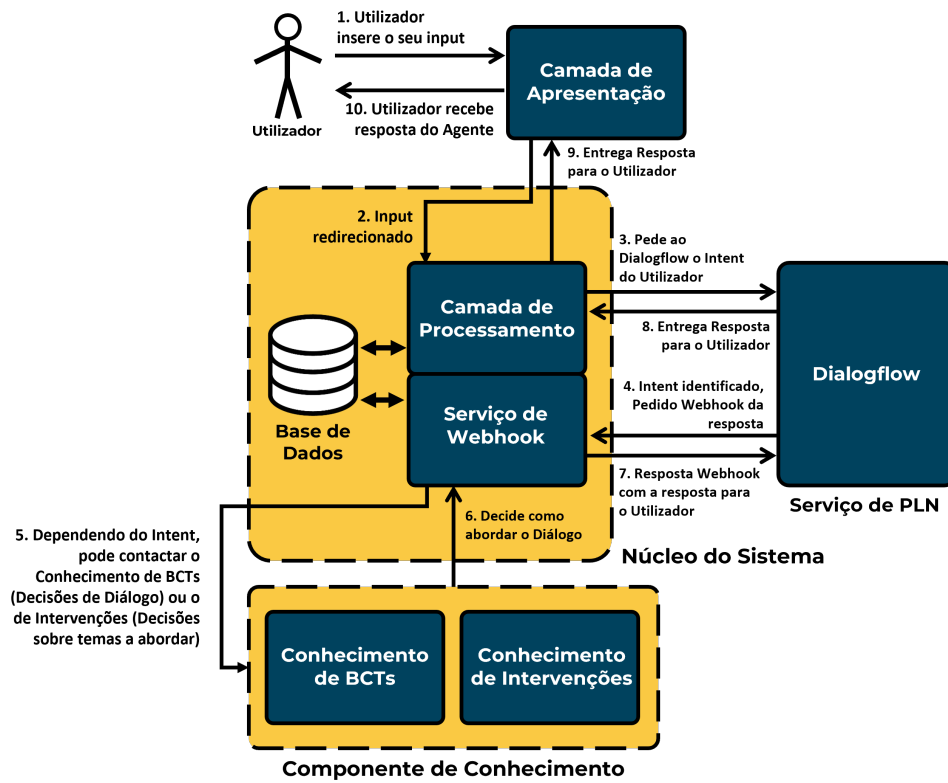 1. Utilizador
insere o seu input
Camada de
Apresentação
10. Utilizador recebe
resposta do Agente
Utilizador
9. Entrega Resposta
para o Utilizador
2. Input
redirecionado
3. Pede ao
Dialogflow o Intent
do Utilizador
Camada de
Processamento
8. Entrega Resposta
para o Utilizador
Dialogflow
4. Intent identificado,
Pedido Webhook da
resposta
Serviço de
Webhook
Base de
Dados
7. Resposta Webhook
com a resposta para
o Utilizador
Serviço de PLN
6. Decide como
abordar o Diálogo
5. Dependendo do Intent,
pode contactar o
Conhecimento de BCTs
(Decisões de Diálogo) ou o
de Intervenções (Decisões
sobre temas a abordar)
Núcleo do Sistema
Conhecimento
de BCTs
Conhecimento
de Intervenções
Componente de Conhecimento